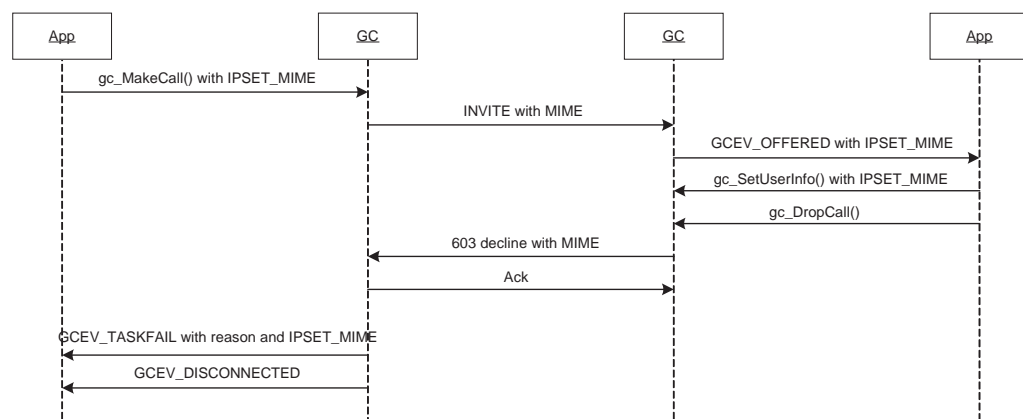 App
GC
GC
App
gc_MakeCall() with IPSET_MIME
INVITE with MIME
GCEV_OFFERED with IPSET_MIME
gc_SetUserInfo() with IPSET_MIME
gc_DropCall()
603 decline with MIME
Ack
GCEV_TASKFAIL with reason and IPSET_MIME
GCEV_DISCONNECTED